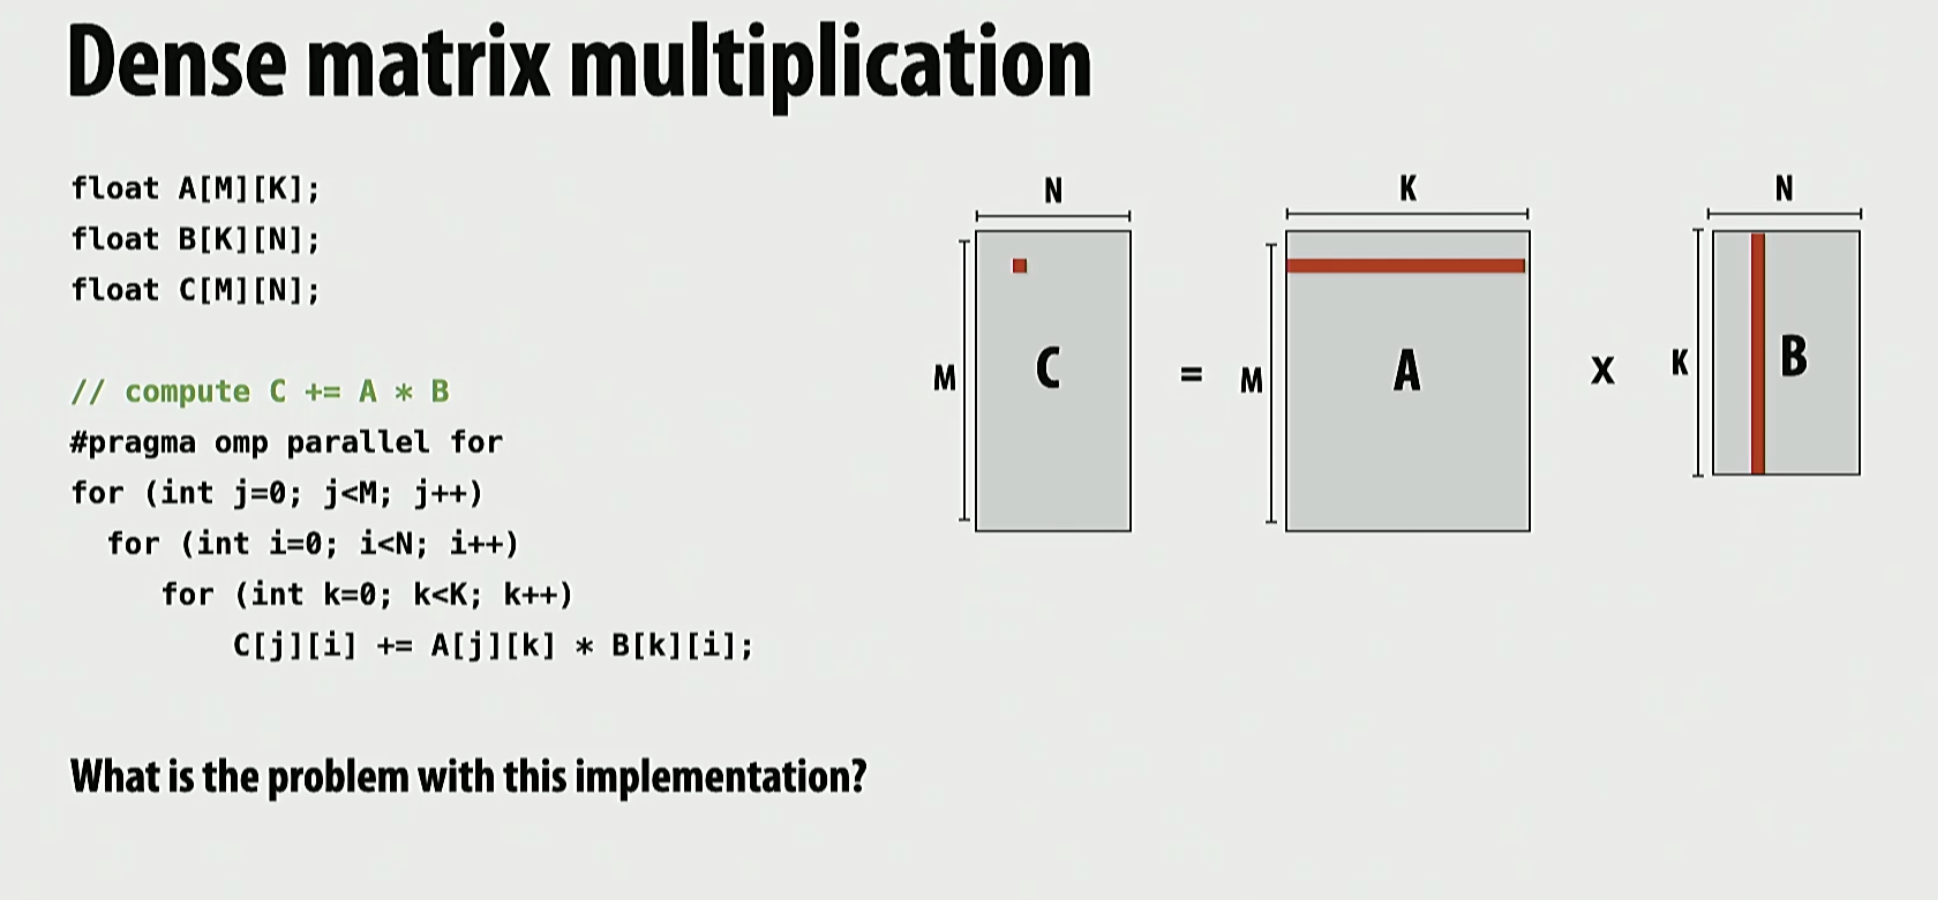 Dense matrix multiplication
float A[M][K];
float B[K][N];
float C[M][N];
// compute C += A * B
#pragma omp parallel for
for (int j=0; j<M; j++)
for (int i=0; i<N; i++)
for (int k=0; k<K; k++)
C[j][i] += A[j][k] * B[k][i];
N
K
N
M
C
=
M
A
x
K
B
What is the problem with this implementation?